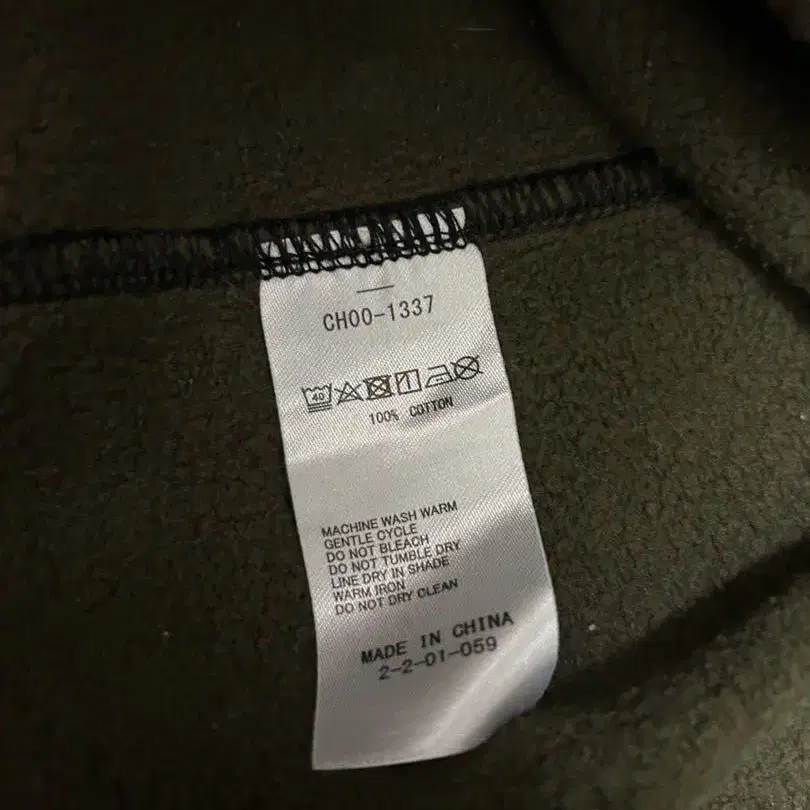 CH00-1337
40
100% COTTON
MACHINE WASH WARM
GENTLE CYCLE
DO NOT BLEACH
DO NOT TUMBLE DRY
LINE DRY IN SHADE
WARM IRON
DO NOT DRY CLEAN
MADE IN CHINA
2-2-01-059